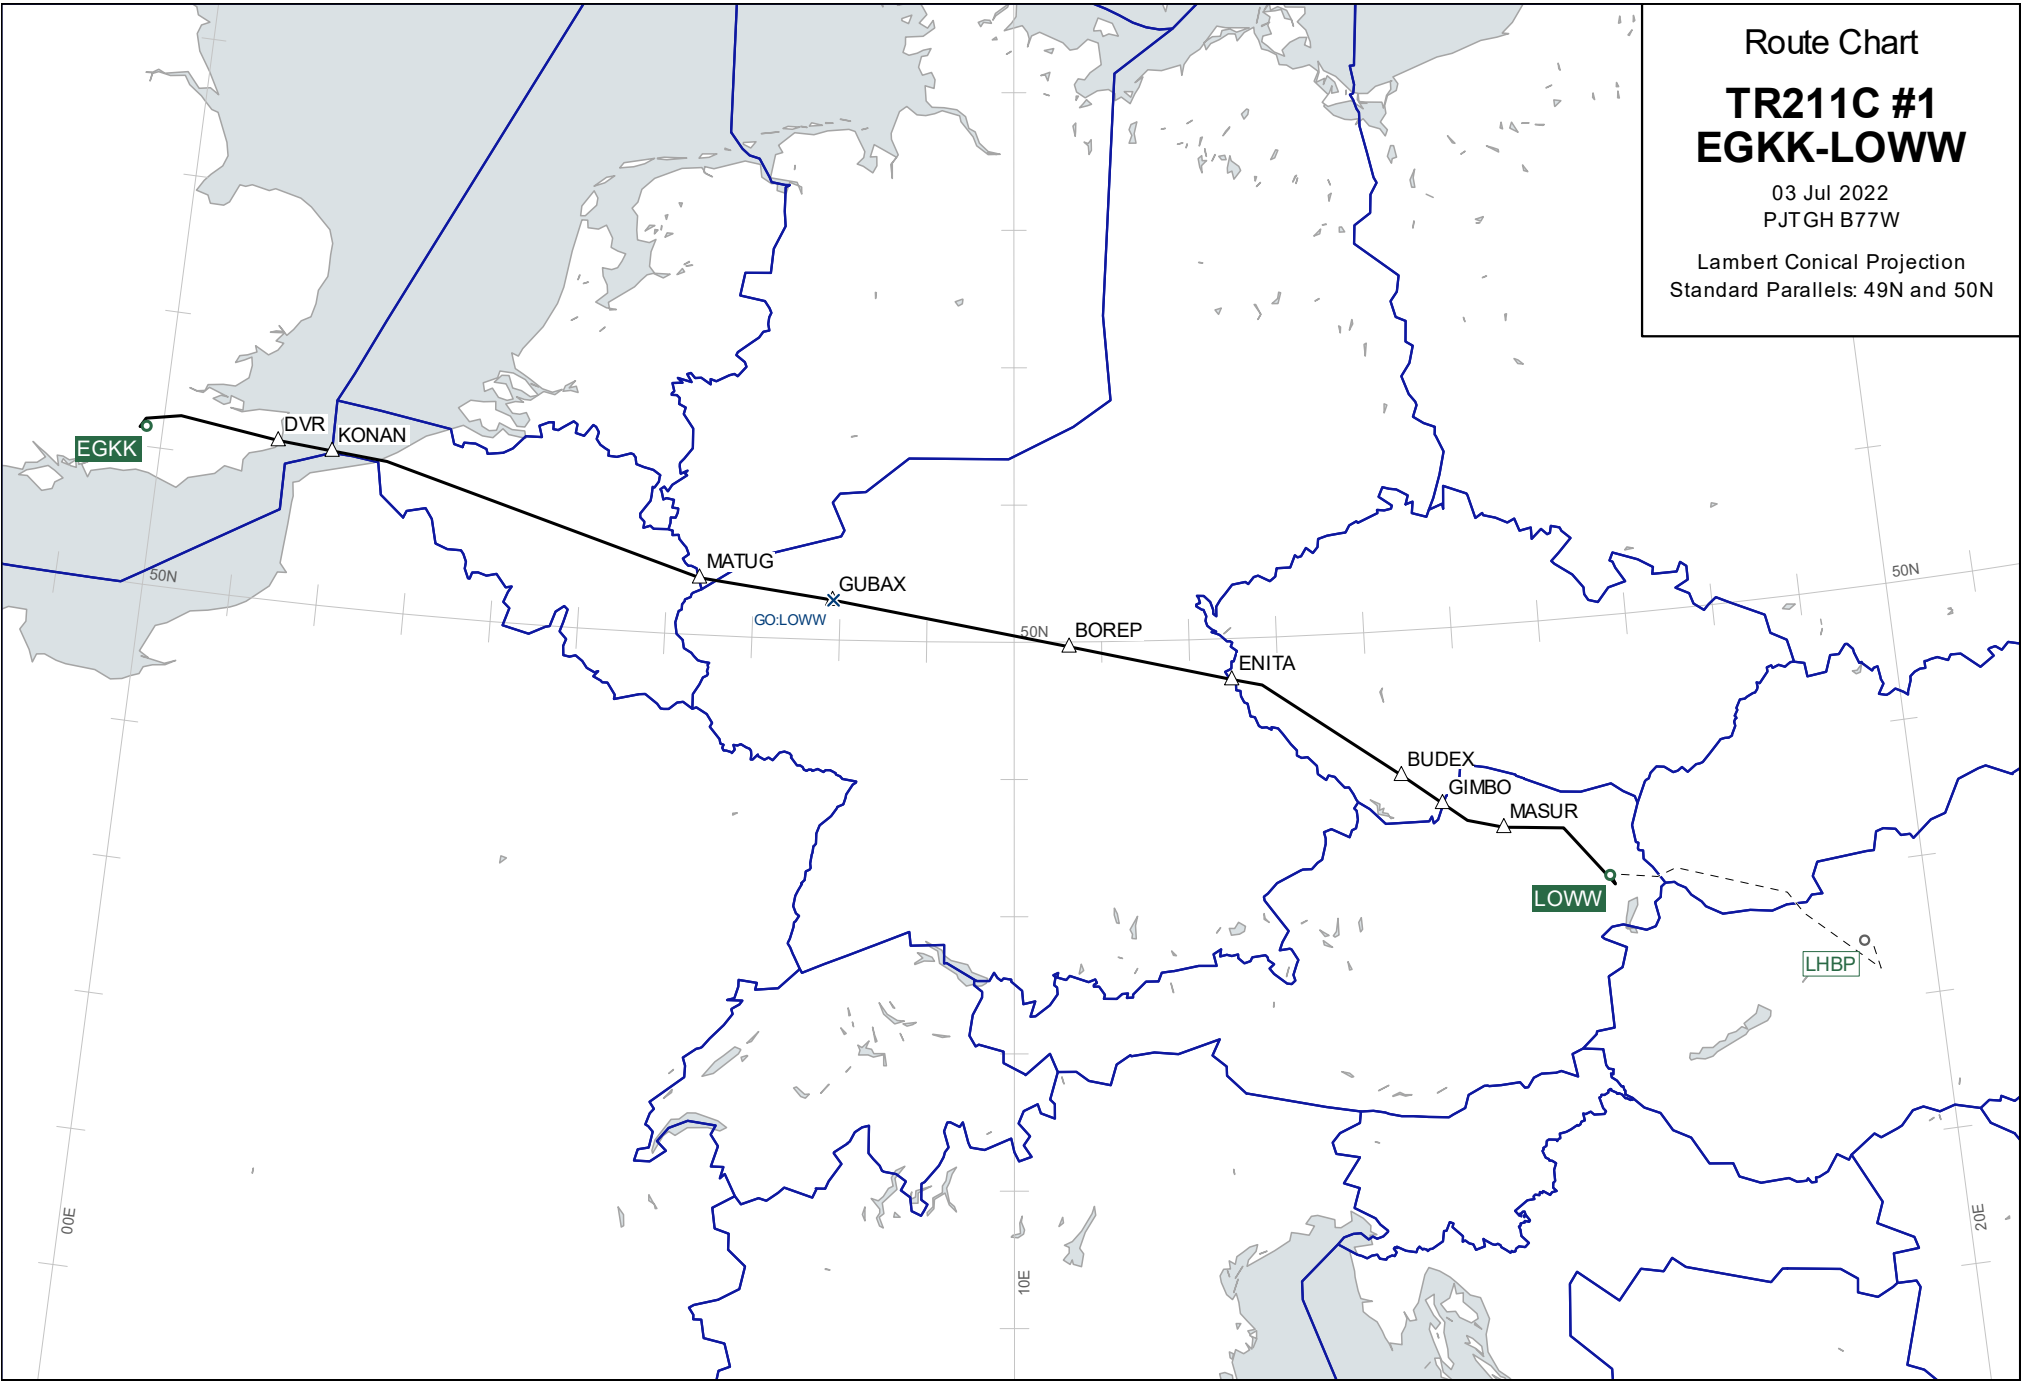 Route Chart
TR211C #1
EGKK-LOWW
03 Jul 2022
PJTGH B77W
Lambert Conical Projection
Standard Parallels: 49N and 50N
DVR
KONAN
EGKK
MATUG
50N
50N
GUBAX
GO:LOWW
50N
BOREP
ENITA
BUDEX
GIMBO
MASUR
LOWW
LHBP
00E
10E
20E